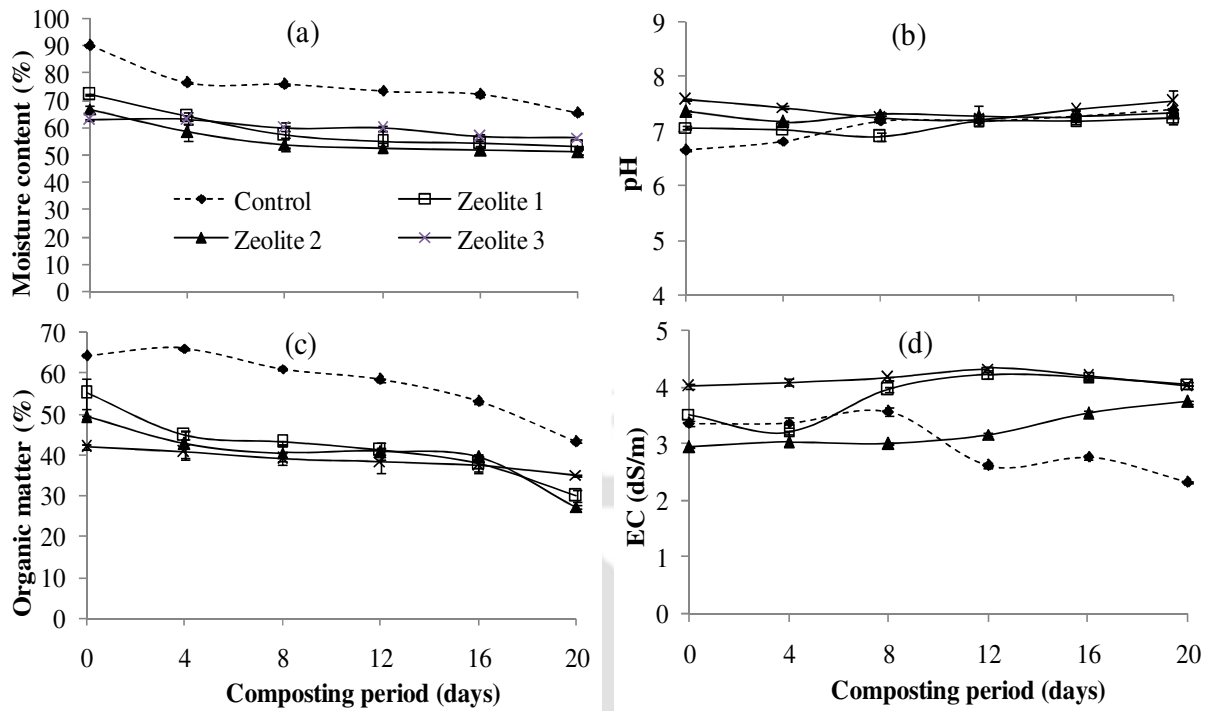 (a)
Moisture content (%)
100
90
80
70
60
50
40
30
20
10
0
Control
Zeolite 1
Zeolite 2
Zeolite 3
(b)
pH
9
8
7
6
5
4
(c)
Organic matter (%)
70
60
50
40
30
20
10
0
0 4 8 12 16 20
Composting period (days)
(d)
EC (dS/m)
5
4
3
2
1
0
0 4 8 12 16 20
Composting period (days)